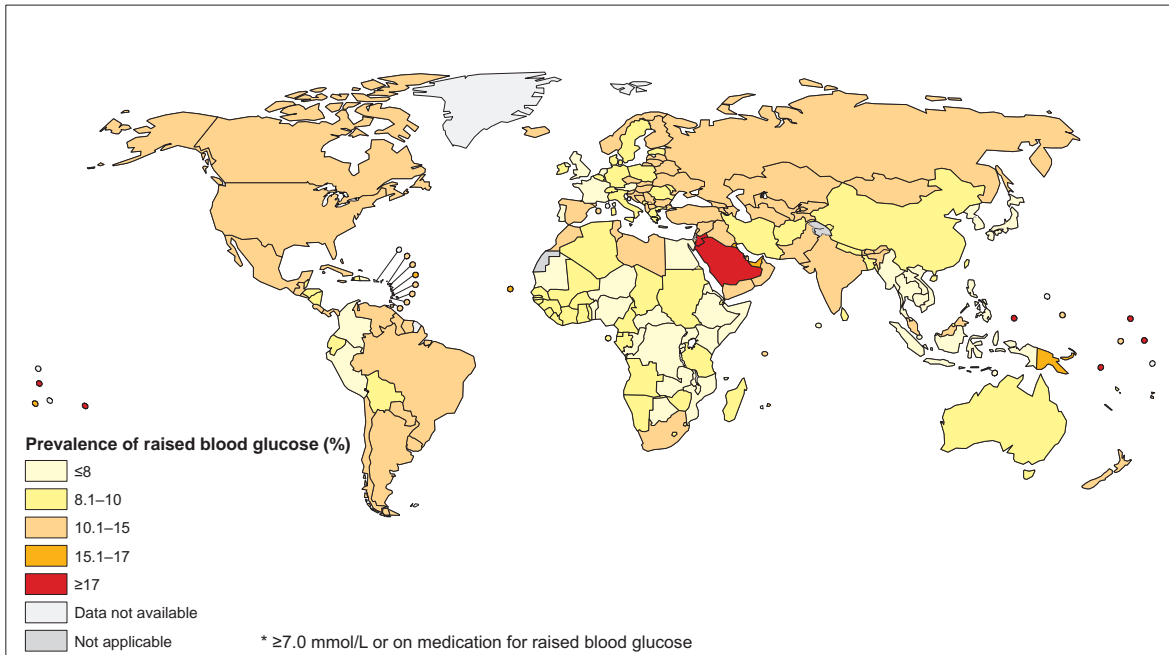 Prevalence of raised blood glucose (%)
≤8
8.1–10
10.1–15
15.1–17
≥17
Data not available
Not applicable
* ≥7.0 mmol/L or on medication for raised blood glucose